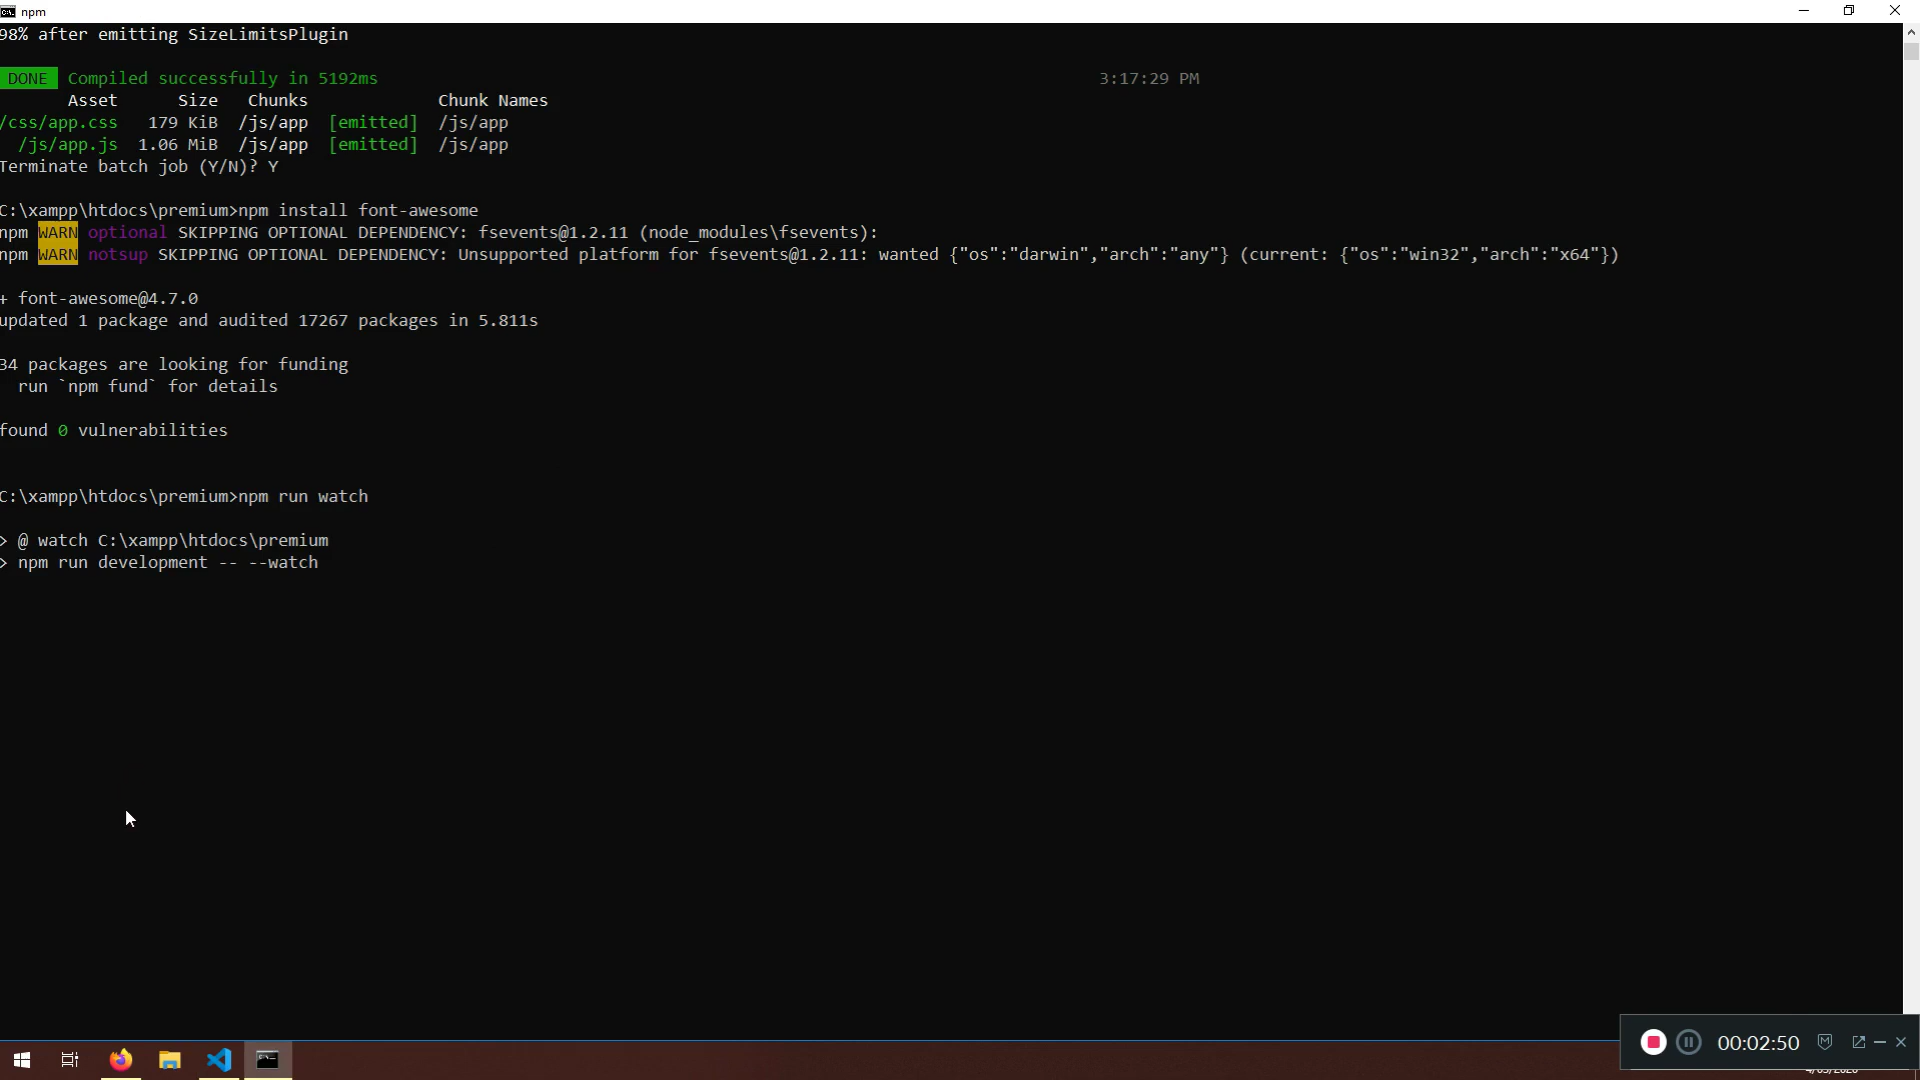 npm
98% after emitting SizeLimitsPlugin
DONE Compiled successfully in 5192ms 3:17:29 PM
Asset Size Chunks Chunk Names
/css/app.css 179 KiB /js/app [emitted] /js/app
/js/app.js 1.06 MiB /js/app [emitted] /js/app
Terminate batch job (Y/N)? Y
C:\xampp\htdocs\premium>npm install font-awesome
npm WARN optional SKIPPING OPTIONAL DEPENDENCY: fsevents@1.2.11 (node_modules\fsevents):
npm WARN notsup SKIPPING OPTIONAL DEPENDENCY: Unsupported platform for fsevents@1.2.11: wanted {"os":"darwin","arch":"any"} (current: {"os":"win32","arch":"x64"})
+ font-awesome@4.7.0
updated 1 package and audited 17267 packages in 5.811s
34 packages are looking for funding
run `npm fund` for details
found 0 vulnerabilities
C:\xampp\htdocs\premium>npm run watch
> @ watch C:\xampp\htdocs\premium
> npm run development -- --watch
00:02:50